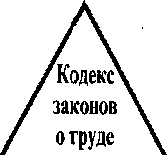 Кодекс
законов
о труде